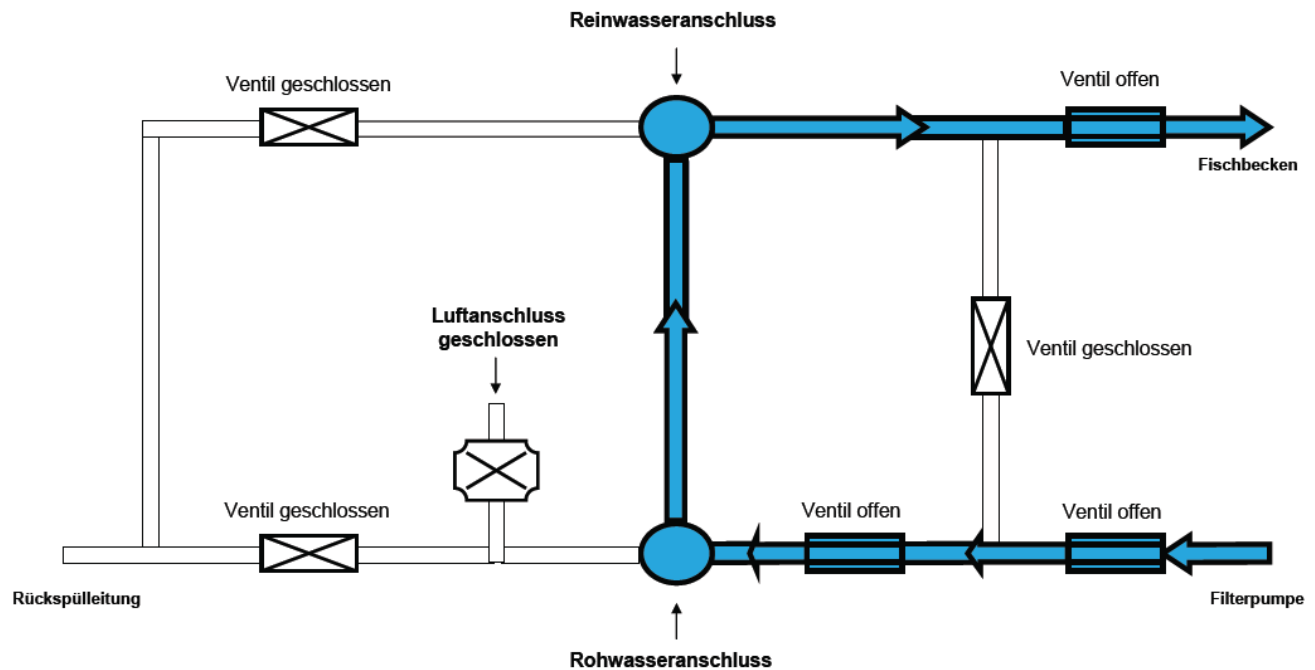 Reinwasseranschluss
Ventil geschlossen
Ventil offen
Fischbecken
Luftanschluss
geschlossen
Ventil geschlossen
Ventil geschlossen
Ventil offen
Ventil offen
Rückspülleitung
Filterpumpe
Rohwasseranschluss